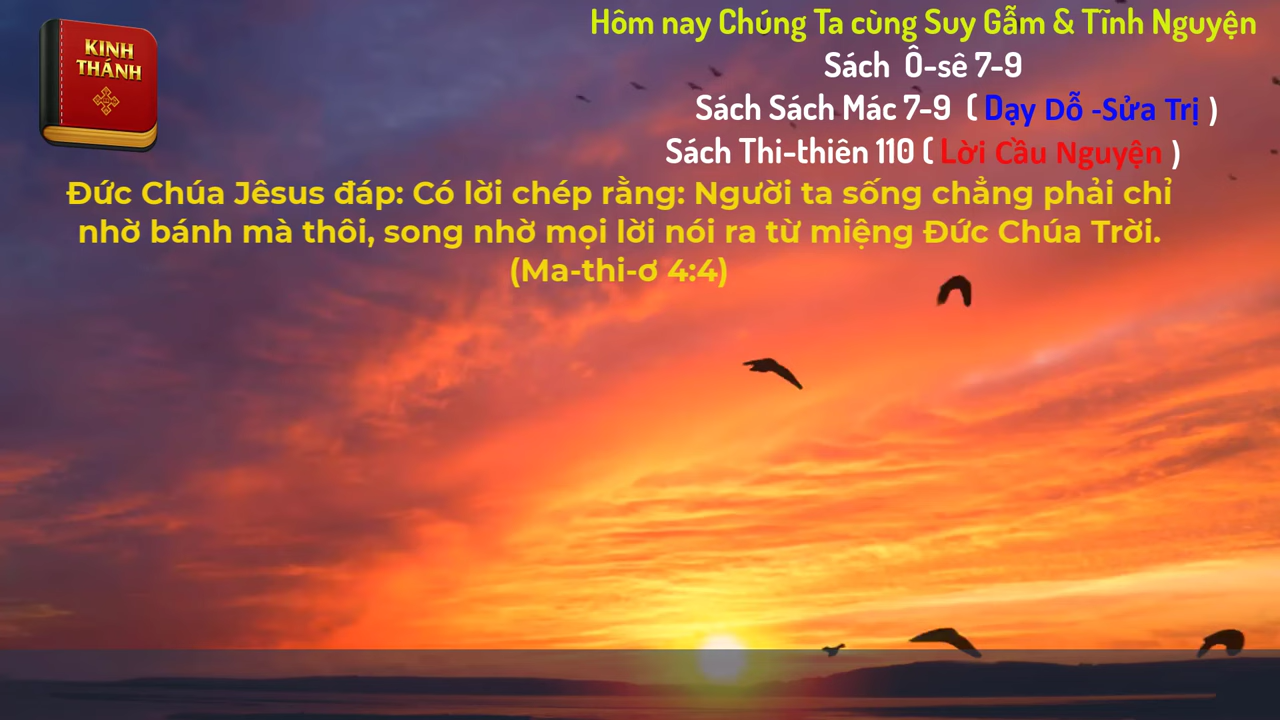 KINH
THÁNH
Hôm nay Chúng Ta cùng Suy Gẫm & Tĩnh Nguyện
Sách Ô-sê 7-9
Sách Sách Mác 7-9 ( Dạy Dỗ -Sửa Trị )
Sách Thi-thiên 110 ( Lời Cầu Nguyện )
Đức Chúa Jêsus đáp: Có lời chép rằng: Người ta sống chẳng phải chỉ
nhờ bánh mà thôi, song nhờ mọi lời nói ra từ miệng Đức Chúa Trời.
(Ma-thi-ơ 4:4)